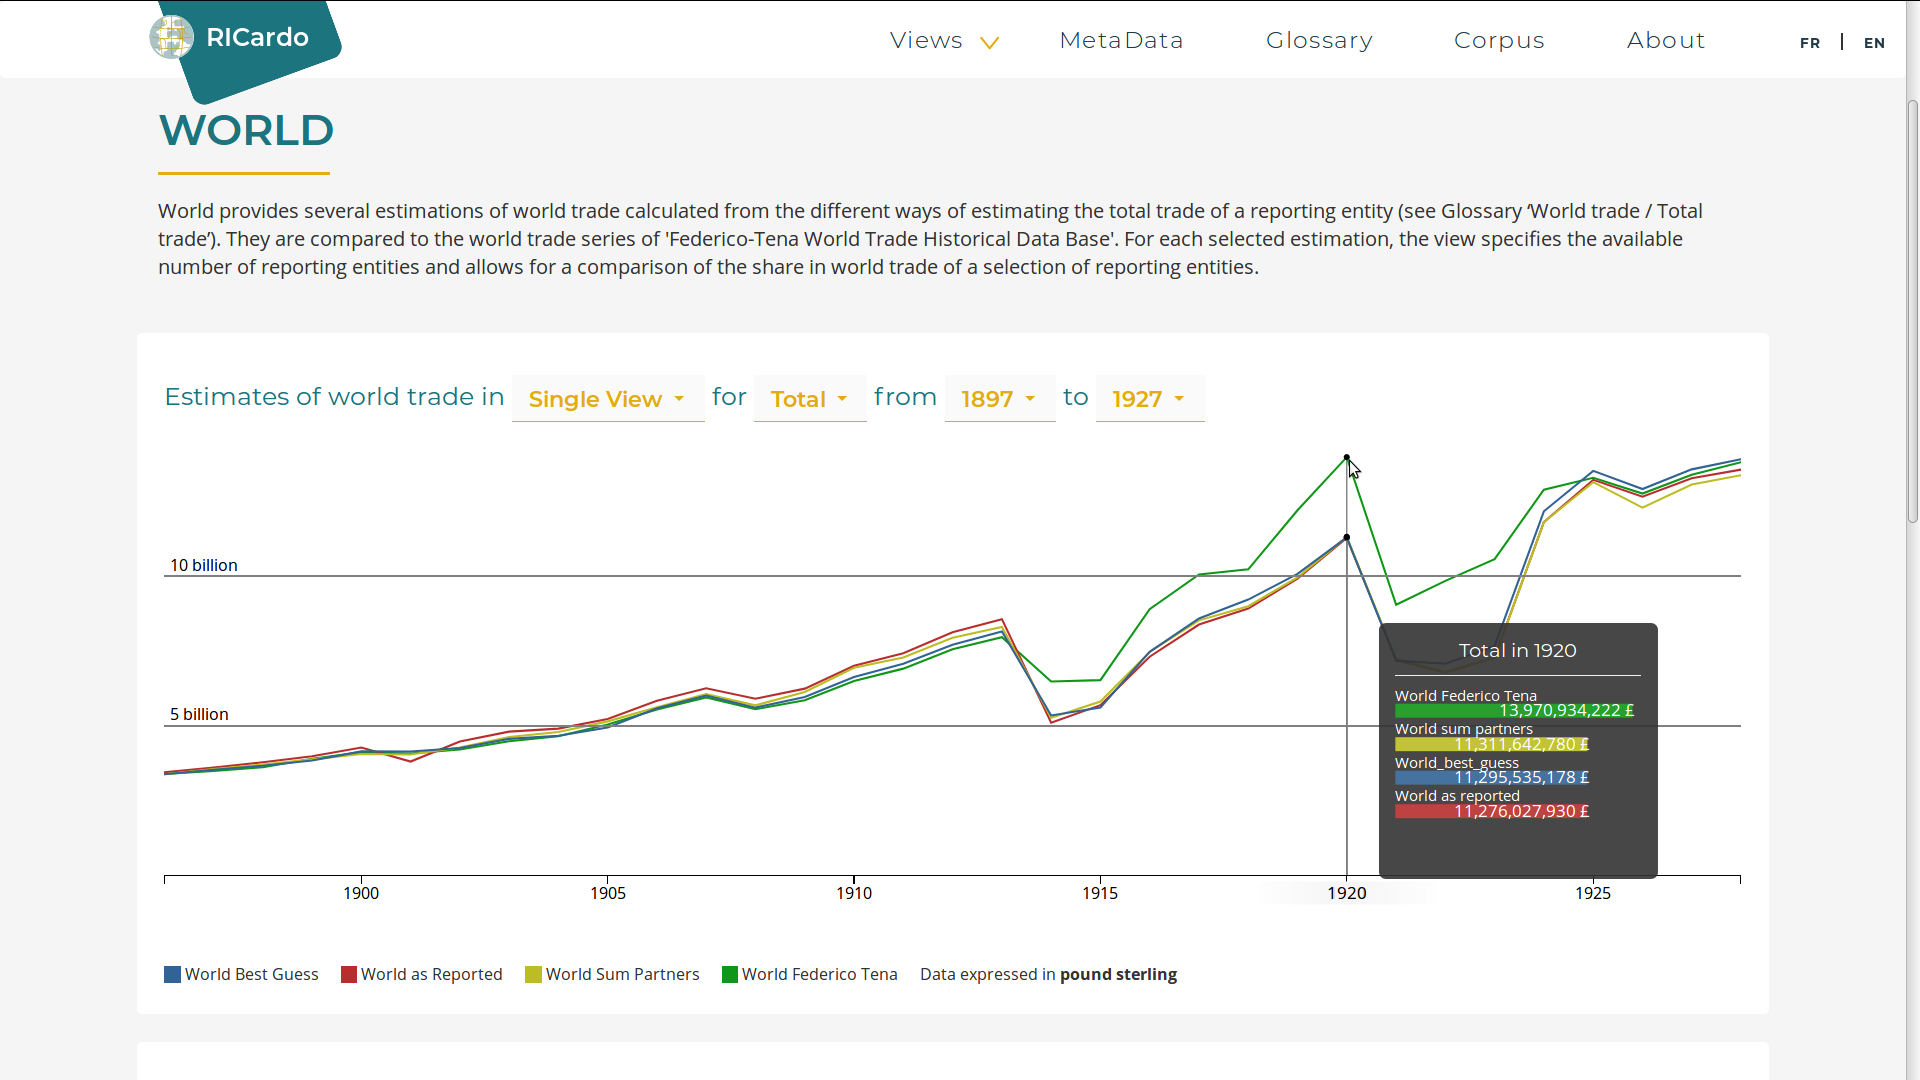 RICardo
Views
MetaData
Glossary
Corpus
About
FR | EN
WORLD
World provides several estimations of world trade calculated from the different ways of estimating the total trade of a reporting entity (see Glossary ‘World trade / Total
trade’). They are compared to the world trade series of 'Federico-Tena World Trade Historical Data Base'. For each selected estimation, the view specifies the available
number of reporting entities and allows for a comparison of the share in world trade of a selection of reporting entities.
Estimates of world trade in Single View for Total from 1897 to 1927
10 billion
5 billion
Total in 1920
World Federico Tena
13,970,934,222 £
World sum partners
11,311,642,780 £
World_best_guess
11,295,535,178 £
World as reported
11,276,027,930 £
1900 1905 1910 1915 1920 1925
World Best Guess World as Reported World Sum Partners World Federico Tena Data expressed in pound sterling